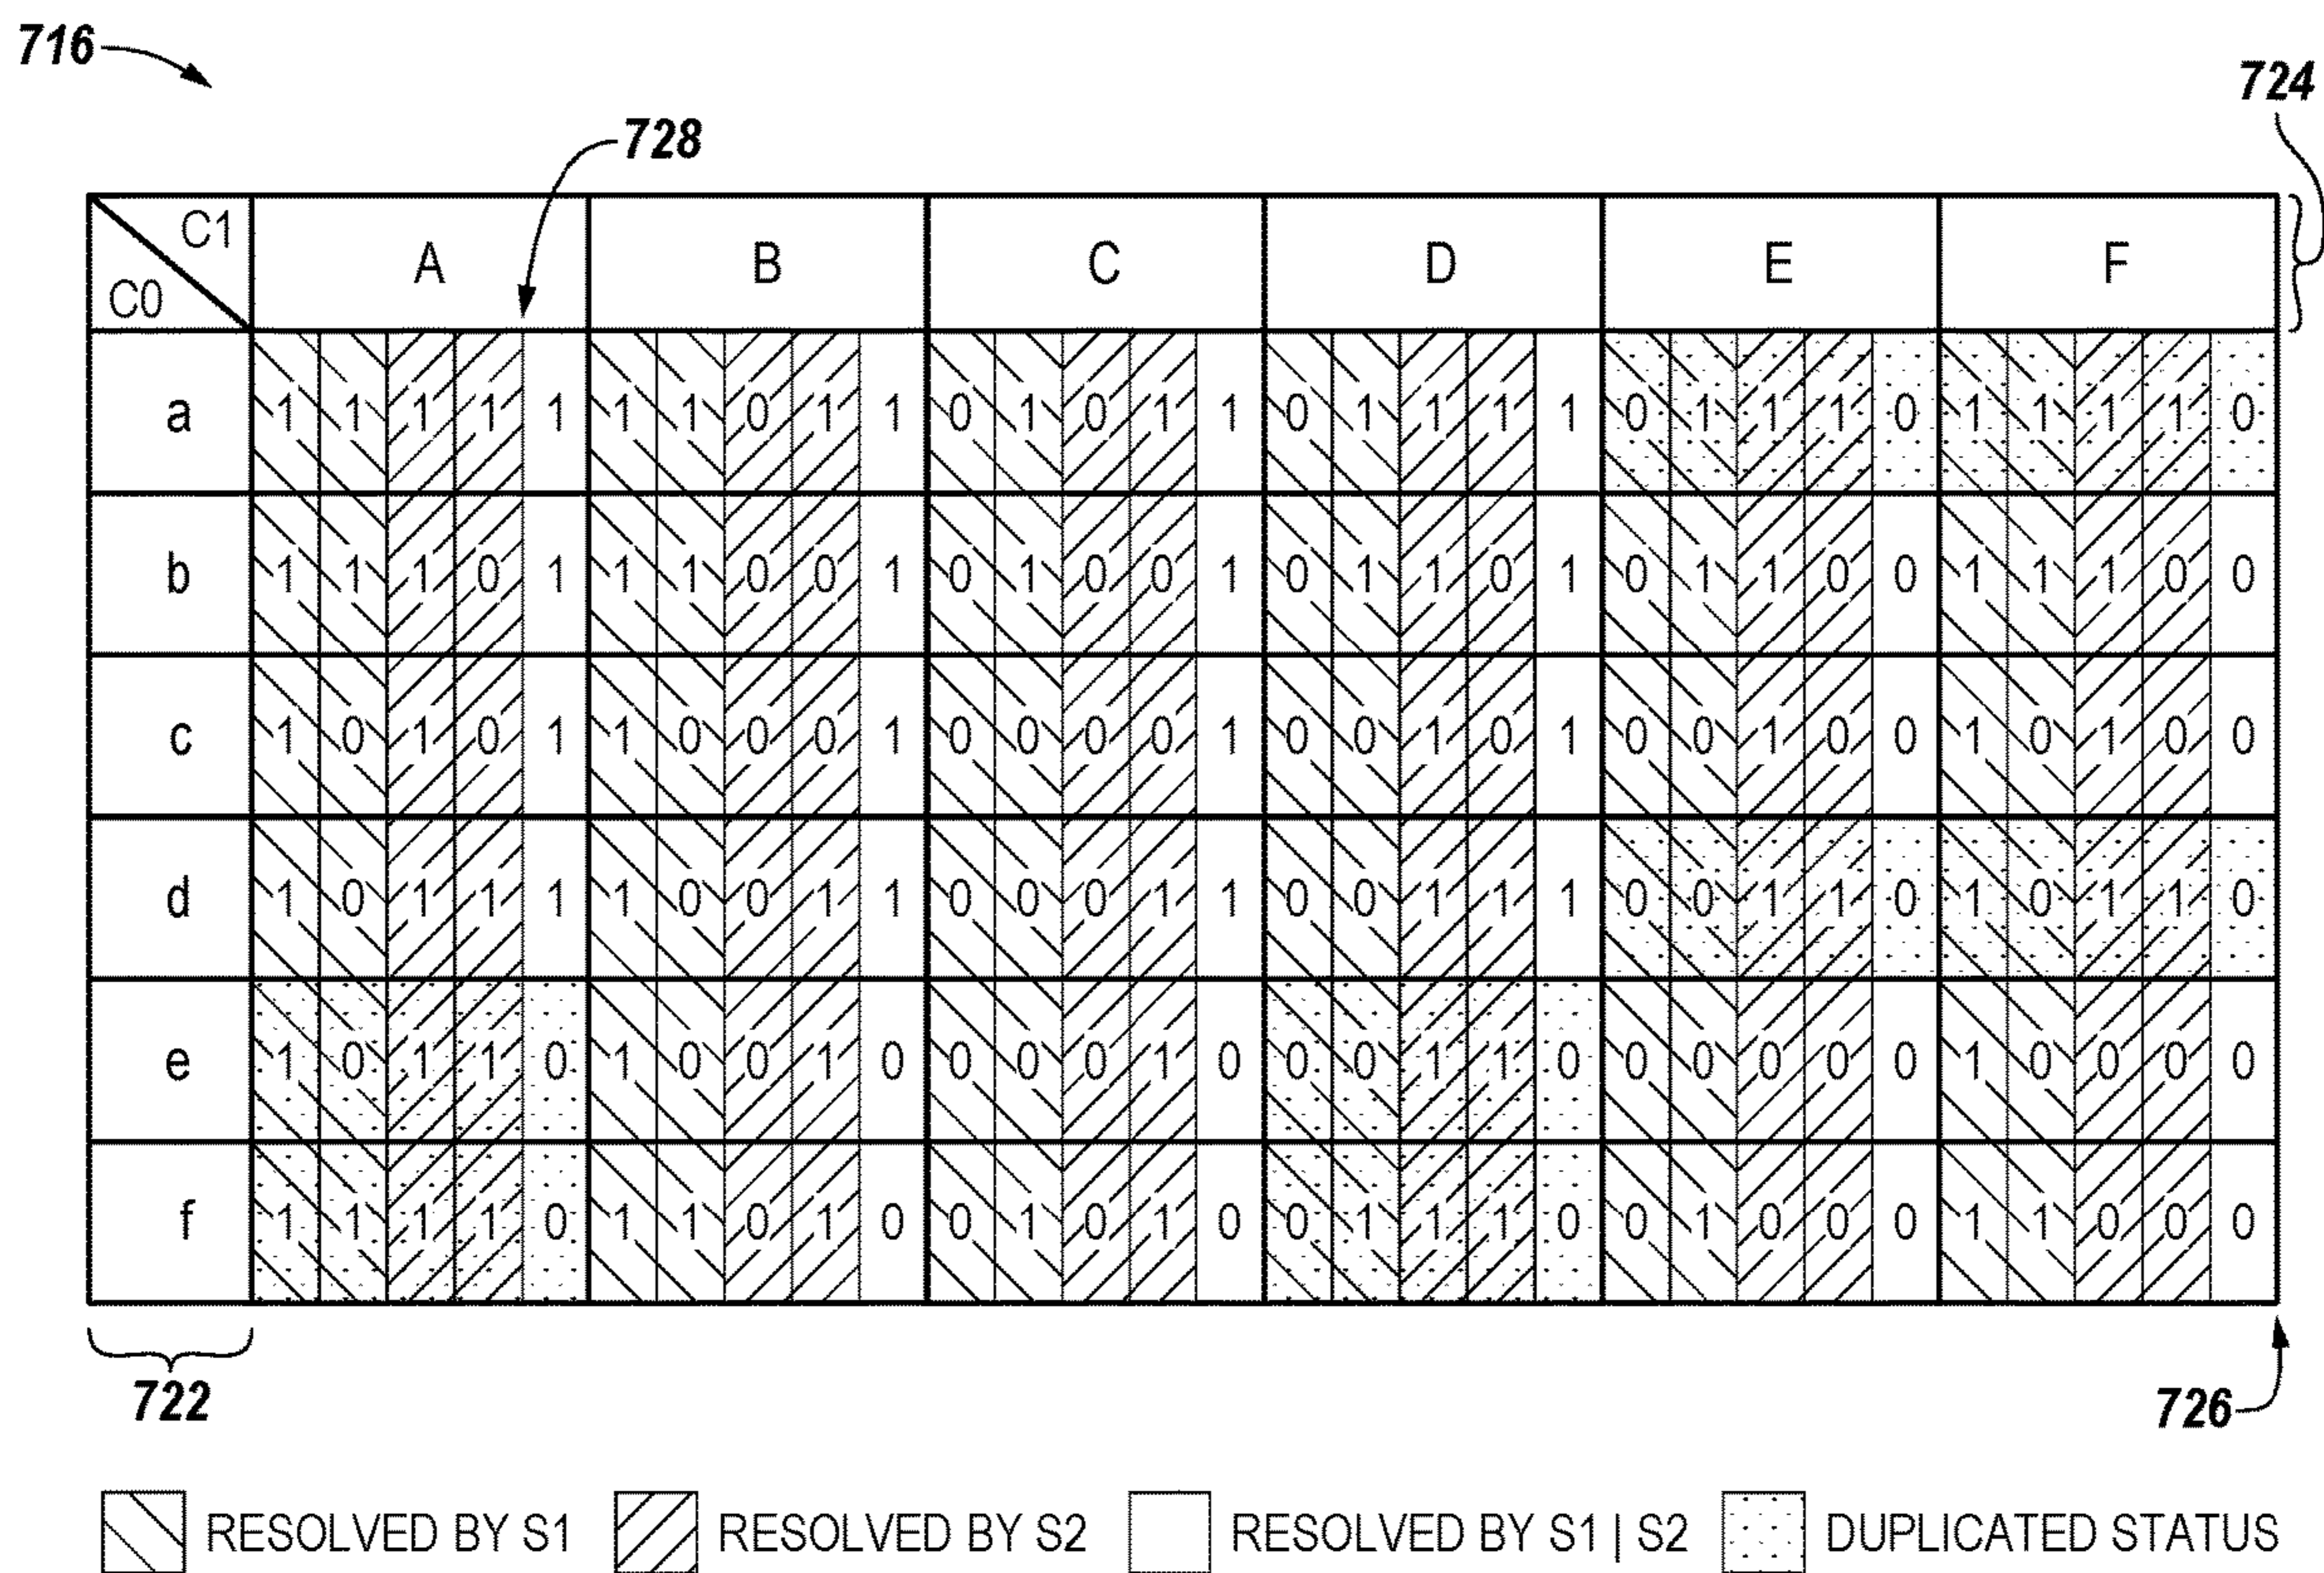 716
724
728
C1
C0 A B C D E F
a 1 1 1 1 1 1 1 0 1 1 0 1 0 1 1 0 1 1 1 1 0 1 1 1 0 1 1 1 1 0
b 1 1 1 0 1 1 1 0 0 1 0 1 0 0 1 0 1 1 0 1 0 1 1 0 0 1 1 1 0 0
c 1 0 1 0 1 1 0 0 0 1 0 0 0 0 1 0 0 1 0 1 0 0 1 0 0 1 0 1 0 0
d 1 0 1 1 1 1 0 0 1 1 0 0 0 1 1 0 0 1 1 1 0 0 1 1 0 1 0 1 1 0
e 1 0 1 1 0 1 0 0 1 0 0 0 0 1 0 0 0 1 1 0 0 0 0 0 0 1 0 0 0 0
f 1 1 1 1 0 1 1 0 1 0 0 1 0 1 0 0 1 1 1 0 0 1 0 0 0 1 1 0 0 0
722
726
RESOLVED BY S1 RESOLVED BY S2 RESOLVED BY S1 | S2 DUPLICATED STATUS